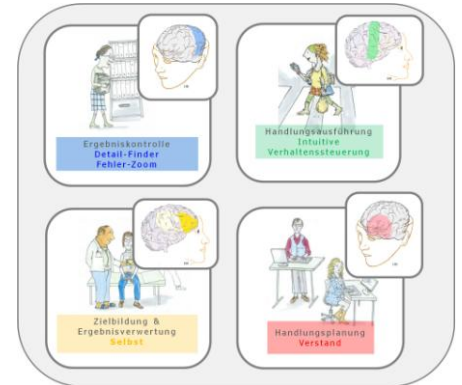 Ergebniskontrolle
Detail-Finder
Fehler-Zoom
Handlungsausführung
Intuitive
Verhaltenssteuerung
Zielbildung &
Ergebnisverwertung
Selbst
Handlungsplanung
Verstand